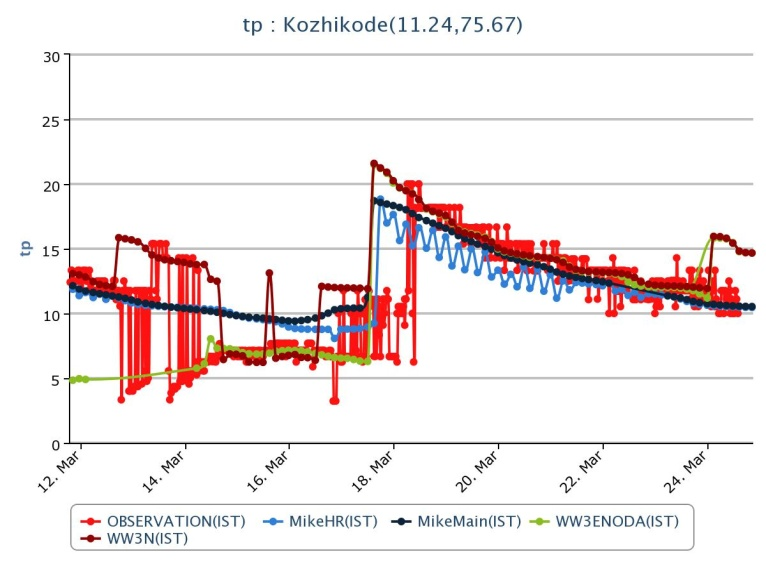 tp : Kozhikode(11.24,75.67)
30
25
20
15
10
5
0
tp
12. Mar
14. Mar
16. Mar
18. Mar
20. Mar
22. Mar
24. Mar
OBSERVATION(IST) MikeHR(IST) MikeMain(IST) WW3ENODA(IST)
WW3N(IST)